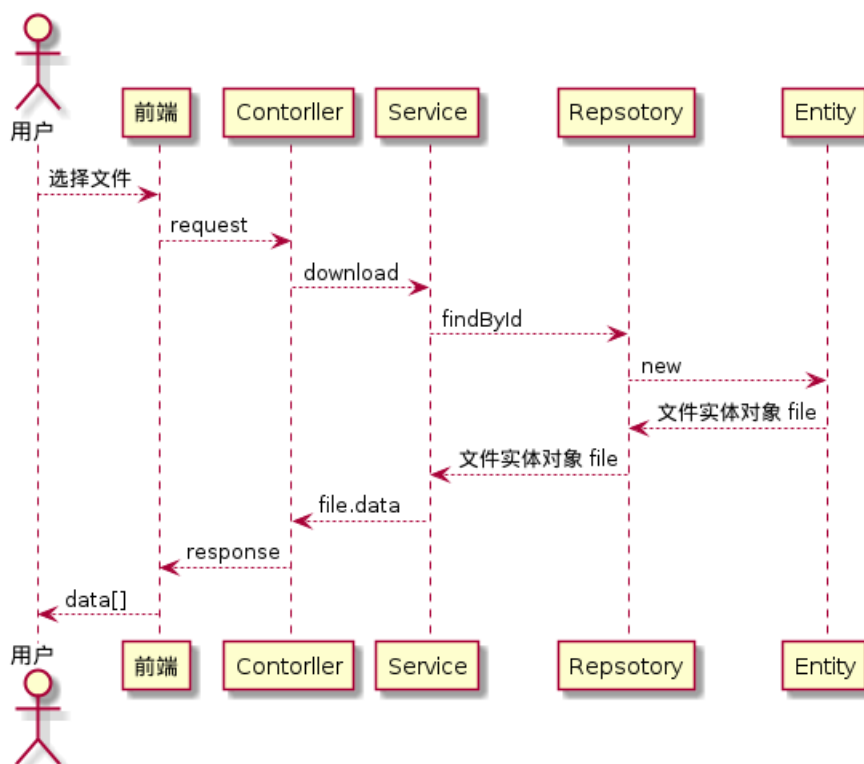 用户
前端
Contorller
Service
Repsotory
Entity
选择文件
request
download
findById
new
文件实体对象 file
文件实体对象 file
file.data
response
data[]
用户
前端
Contorller
Service
Repsotory
Entity